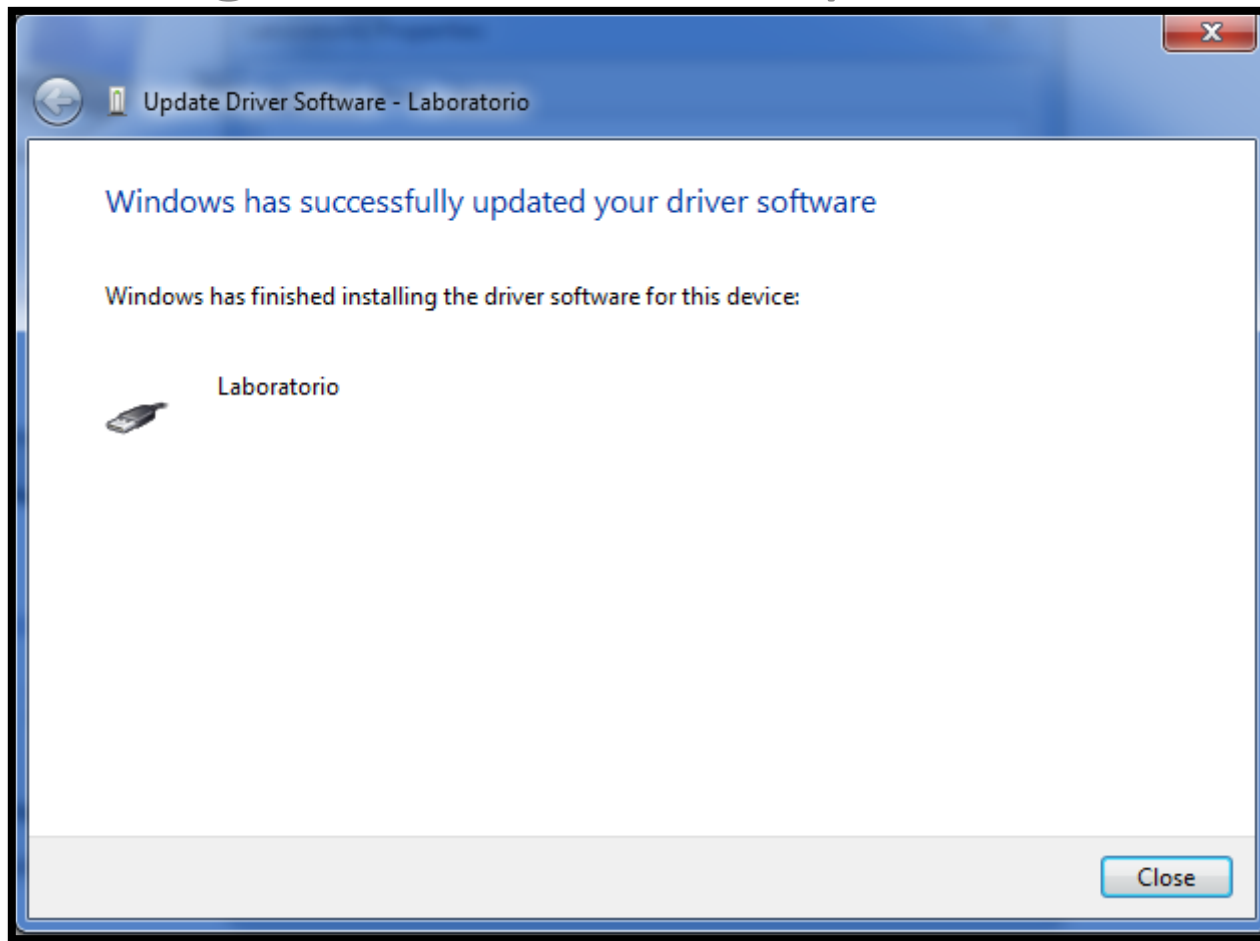 Update Driver Software - Laboratorio
Windows has successfully updated your driver software
Windows has finished installing the driver software for this device:
Laboratorio
Close